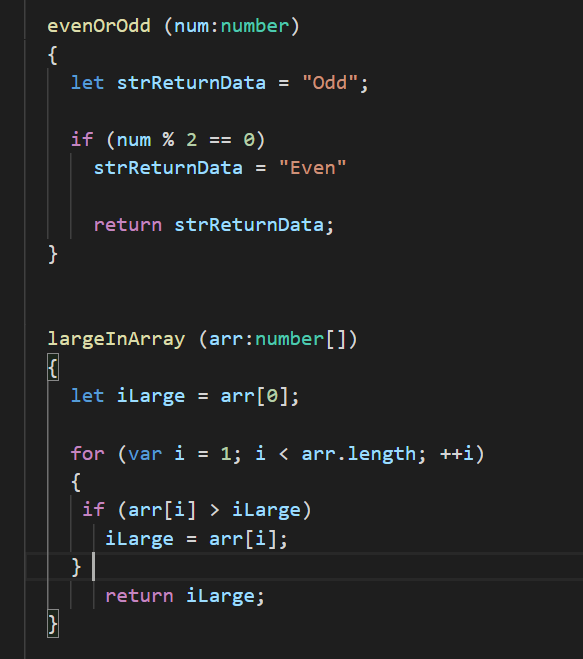 evenOrOdd (num:number)
{
let strReturnData = "Odd";
if (num % 2 == 0)
strReturnData = "Even"
return strReturnData;
}
largeInArray (arr:number[])
{
let iLarge = arr[0];
for (var i = 1; i < arr.length; ++i)
{
if (arr[i] > iLarge)
iLarge = arr[i];
}
return iLarge;
}